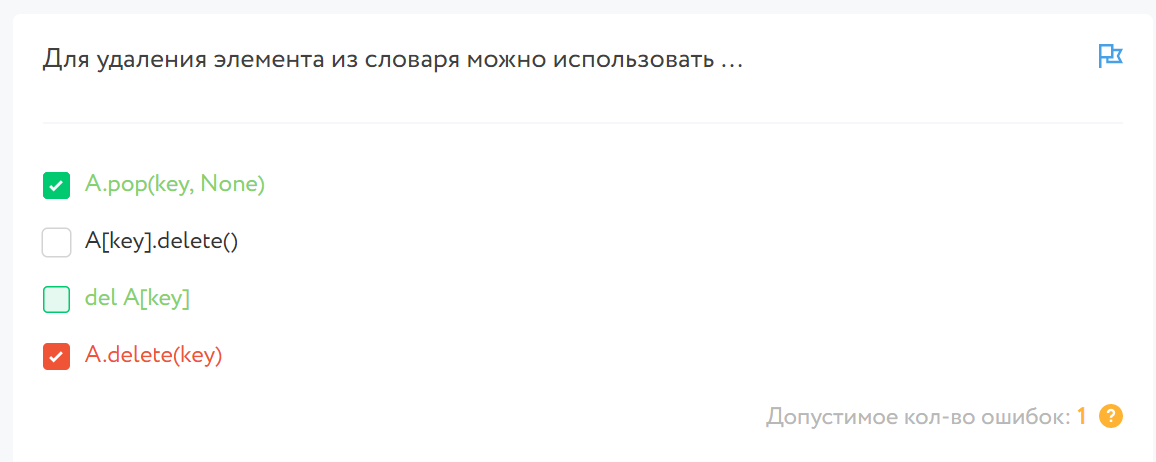 Для удаления элемента из словаря можно использовать ...
A.pop(key, None)
A[key].delete()
del A[key]
A.delete(key)
Допустимое кол-во ошибок: 1 ?